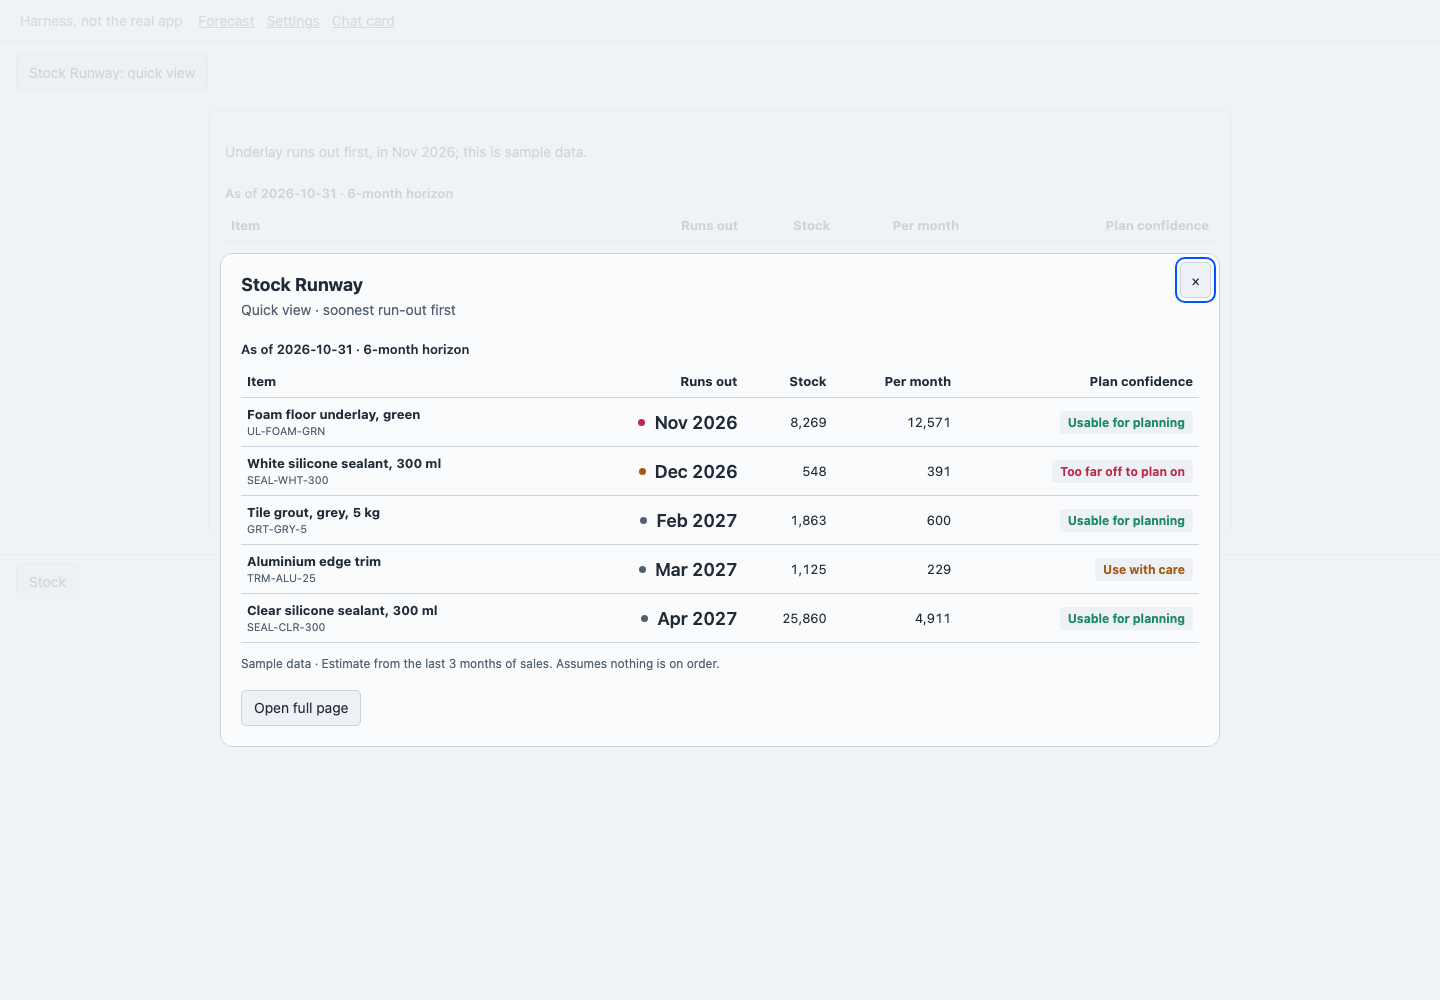 Harness, not the real app Forecast Settings Chat card
Stock Runway: quick view
Underlay runs out first, in Nov 2026; this is sample data.
As of 2026-10-31 · 6-month horizon
Item Runs out Stock Per month Plan confidence
Stock Runway
×
Quick view · soonest run-out first
As of 2026-10-31 · 6-month horizon
Item Runs out Stock Per month Plan confidence
Foam floor underlay, green
UL-FOAM-GRN
Nov 2026 8,269 12,571 Usable for planning
White silicone sealant, 300 ml
SEAL-WHT-300
Dec 2026 548 391 Too far off to plan on
Tile grout, grey, 5 kg
GRT-GRY-5
Feb 2027 1,863 600 Usable for planning
Aluminium edge trim
TRM-ALU-25
Mar 2027 1,125 229 Use with care
Clear silicone sealant, 300 ml
SEAL-CLR-300
Apr 2027 25,860 4,911 Usable for planning
Sample data · Estimate from the last 3 months of sales. Assumes nothing is on order.
Open full page
Stock